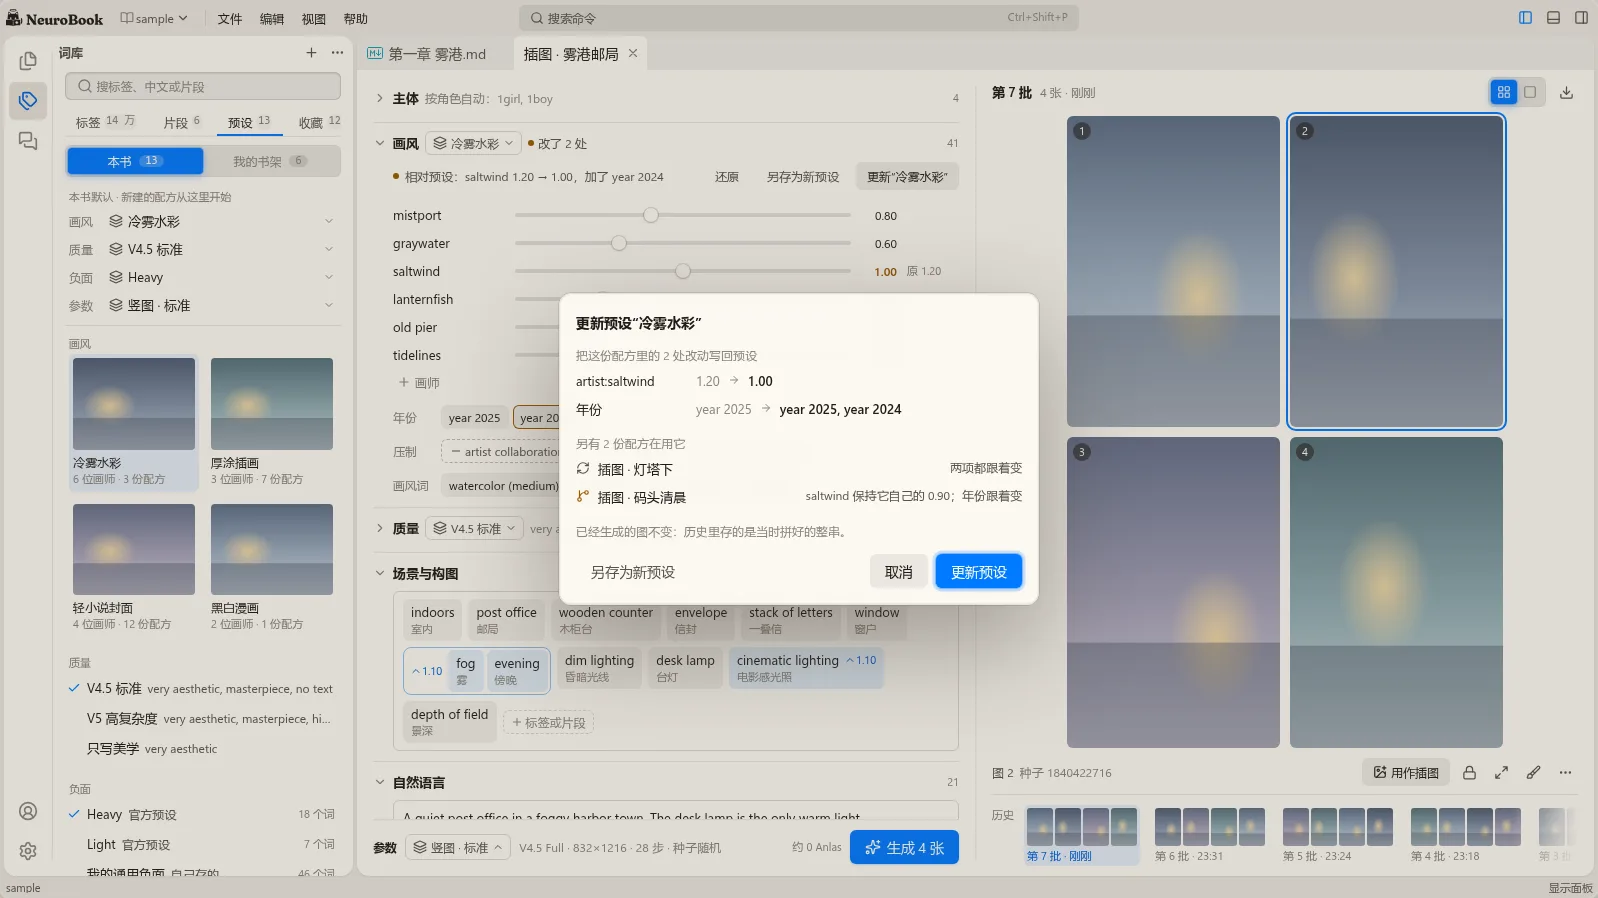 NeuroBook
sample
文件
编辑
视图
帮助
搜索命令
Ctrl+Shift+P
词库
搜标签、中文或片段
标签 14 万
片段 6
预设 13
收藏 12
本书 13
我的书架 6
本书默认 · 新建的配方从这里开始
画风 冷雾水彩
质量 V4.5 标准
负面 Heavy
参数 竖图 · 标准
画风
冷雾水彩
6 位画师 · 3 份配方
厚涂插画
3 位画师 · 7 份配方
轻小说封面
4 位画师 · 12 份配方
黑白漫画
2 位画师 · 1 份配方
质量
V4.5 标准 very aesthetic, masterpiece, no text
V5 高复杂度 very aesthetic, masterpiece, hi...
只写美学 very aesthetic
负面
Heavy 官方预设 18 个词
Light 官方预设 7 个词
我的通用负面 自己存的 46 个词
第一章 雾港.md
插图 · 雾港邮局
主体 按角色自动：1girl, 1boy 4
画风 冷雾水彩 改了 2 处 41
相对预设：saltwind 1.20 → 1.00，加了 year 2024
还原
另存为新预设
更新“冷雾水彩”
mistport 0.80
graywater 0.60
saltwind 1.00 原 1.20
lanternfish
old pier
tidelines
+ 画师
年份 year 2025 year 20
压制 − artist collaboration
画风词 watercolor (medium)
质量 V4.5 标准 very a
场景与构图
indoors 室内
post office 邮局
wooden counter 木柜台
envelope 信封
stack of letters 一叠信
window 窗户
1.10
fog 雾
evening 傍晚
dim lighting 昏暗光线
desk lamp 台灯
cinematic lighting 1.10 电影感光照
depth of field 景深
+ 标签或片段
自然语言 21
A quiet post office in a foggy harbor town. The desk lamp is the only warm light
参数 竖图 · 标准 V4.5 Full · 832×1216 · 28 步 · 种子随机
约 0 Anlas
生成 4 张
更新预设“冷雾水彩”
把这份配方里的 2 处改动写回预设
artist:saltwind 1.20 → 1.00
年份 year 2025 → year 2025, year 2024
另有 2 份配方在用它
插图 · 灯塔下 两项都跟着变
插图 · 码头清晨 saltwind 保持它自己的 0.90；年份跟着变
已经生成的图不变：历史里存的是当时拼好的整串。
另存为新预设
取消
更新预设
第 7 批 4 张 · 刚刚
1
2
3
4
图 2 种子 1840422716
用作插图
历史
第 7 批 · 刚刚
第 6 批 · 23:31
第 5 批 · 23:24
第 4 批 · 23:18
第 3 批
sample
显示面板